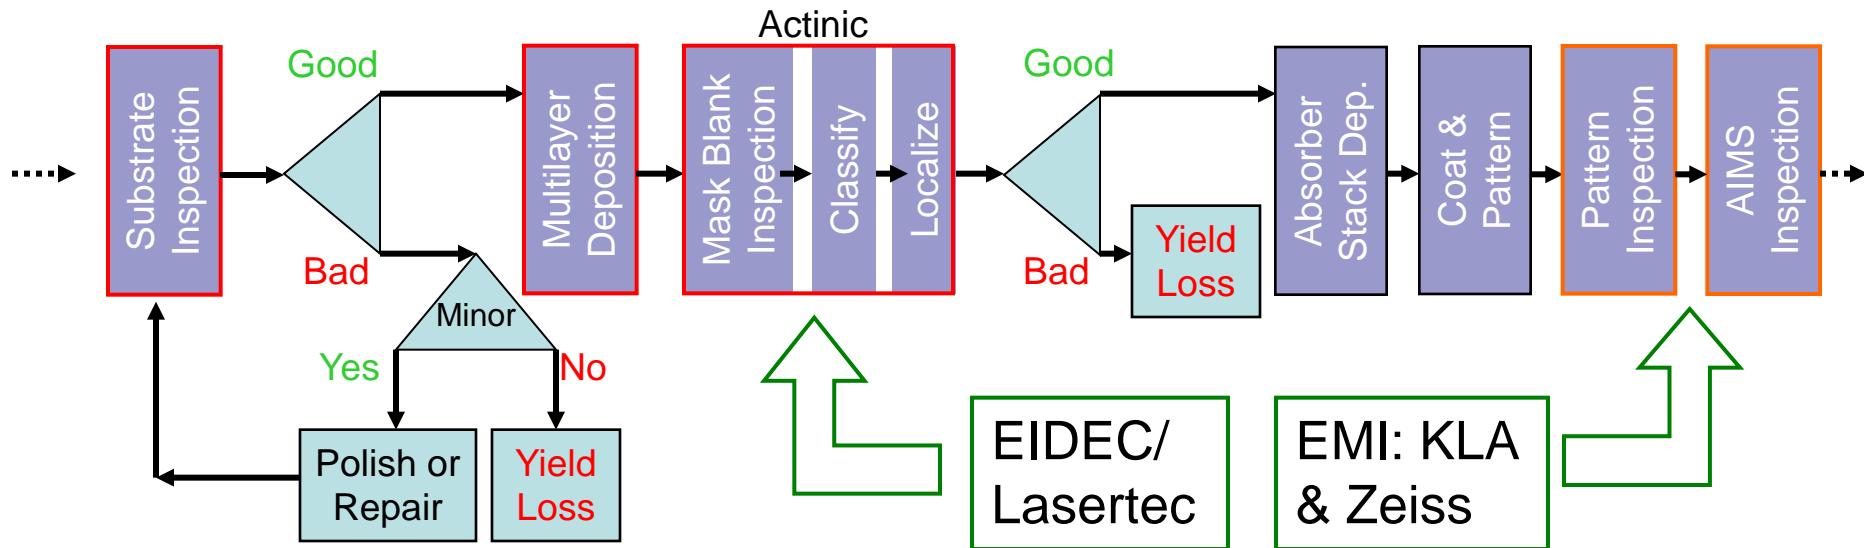 Actinic
Substrate
Inspection
Good
Bad
Minor
Yes
No
Polish or
Repair
Yield
Loss
Multilayer
Deposition
Mask Blank
Inspection
Classify
Localize
Good
Bad
Yield
Loss
Absorber
Stack Dep.
Coat &
Pattern
Pattern
Inspection
AIMS
Inspection
EIDEC/
Lasertec
EMI: KLA
& Zeiss